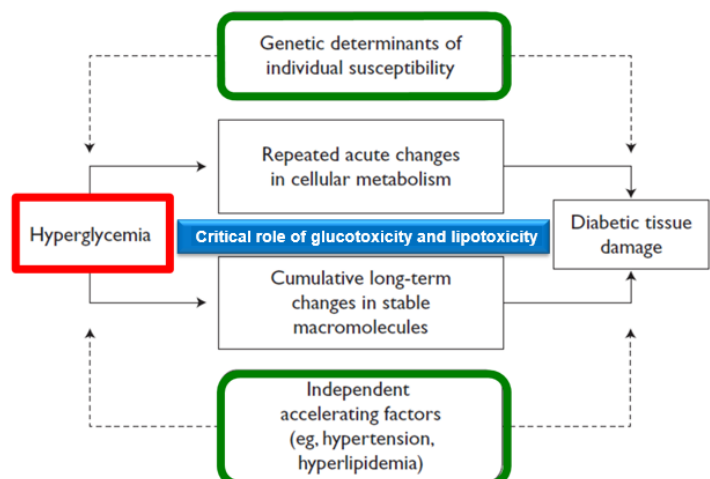 Genetic determinants of
individual susceptibility
Repeated acute changes
in cellular metabolism
Hyperglycemia
Critical role of glucotoxicity and lipotoxicity
Diabetic tissue
damage
Cumulative long-term
changes in stable
macromolecules
Independent
accelerating factors
(eg, hypertension,
hyperlipidemia)